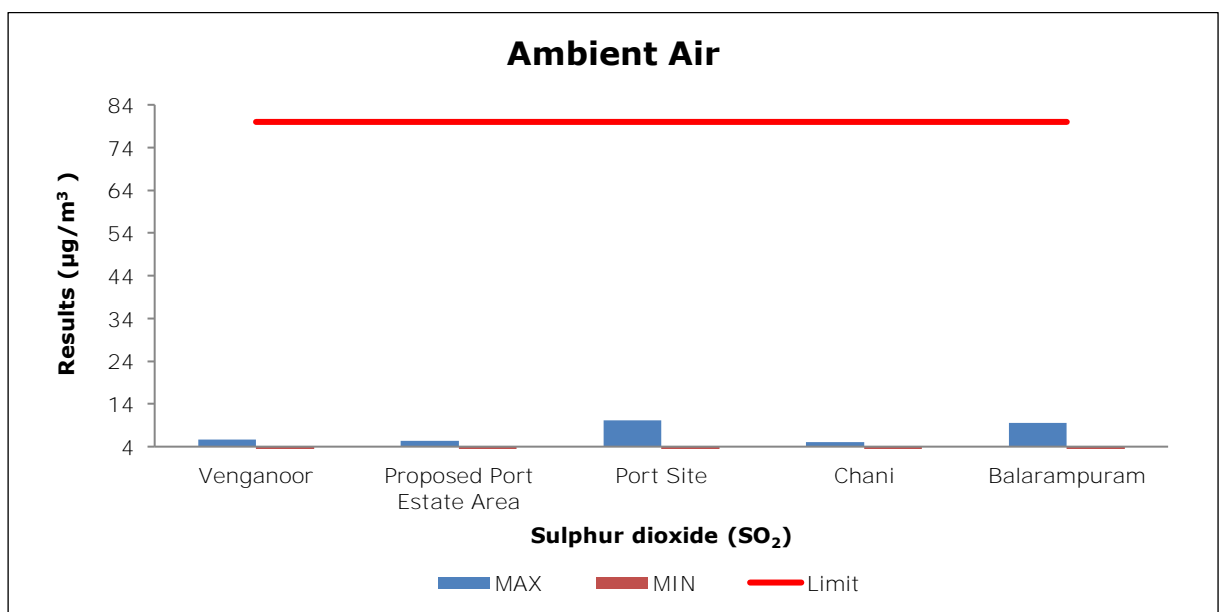 Ambient Air
Results (µg/m³ )
84
74
64
54
44
34
24
14
4
Venganoor
Proposed Port
Estate Area
Port Site
Chani
Balarampuram
Sulphur dioxide (SO₂)
MAX
MIN
Limit